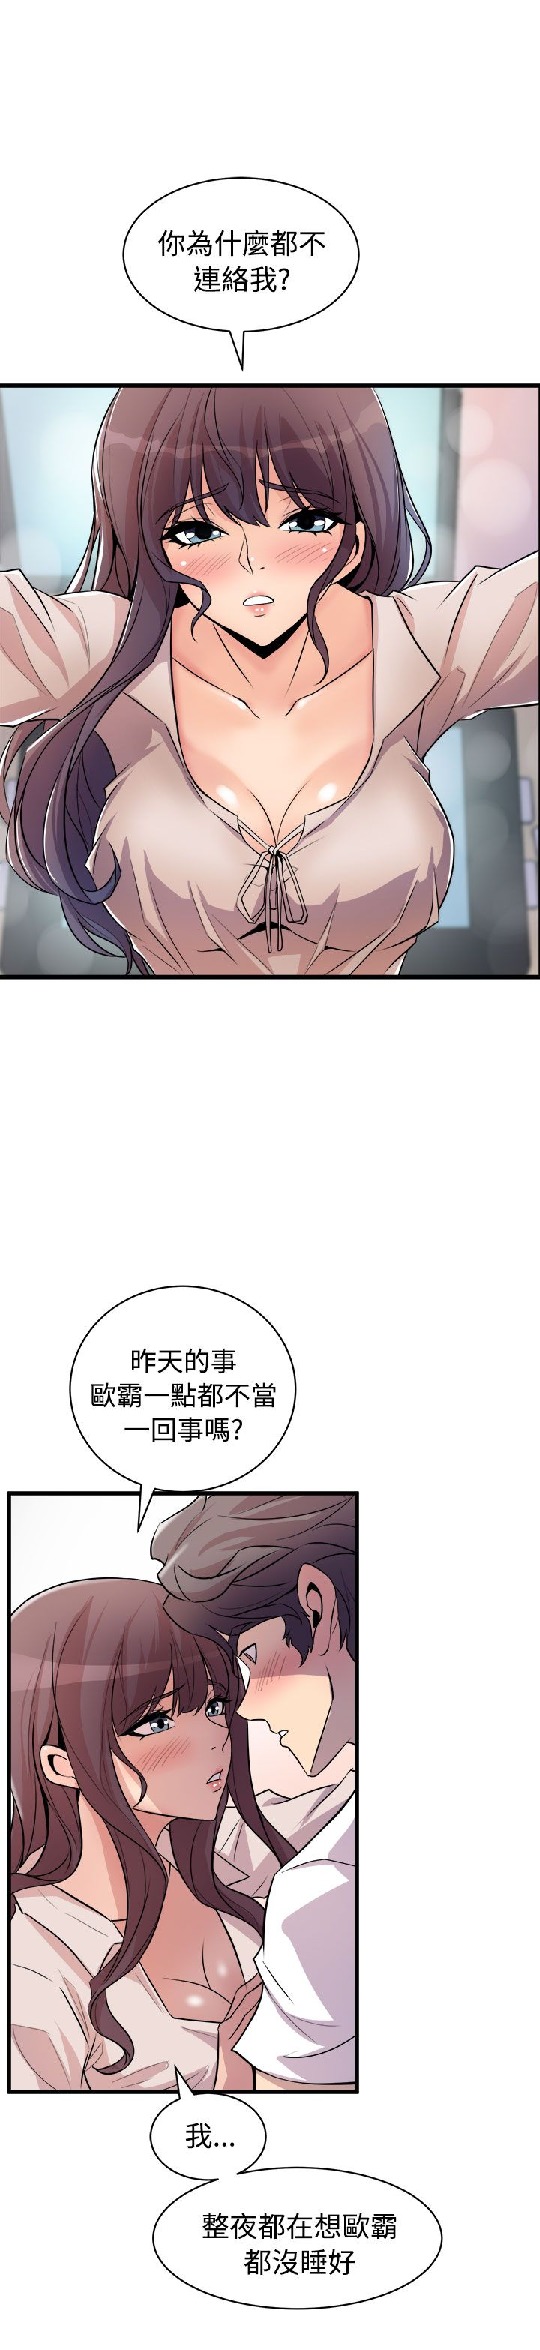 你為什麼都不
連絡我?
昨天的事
歐霸一點都不當
一回事嗎?
我...
整夜都在想歐霸
都沒睡好